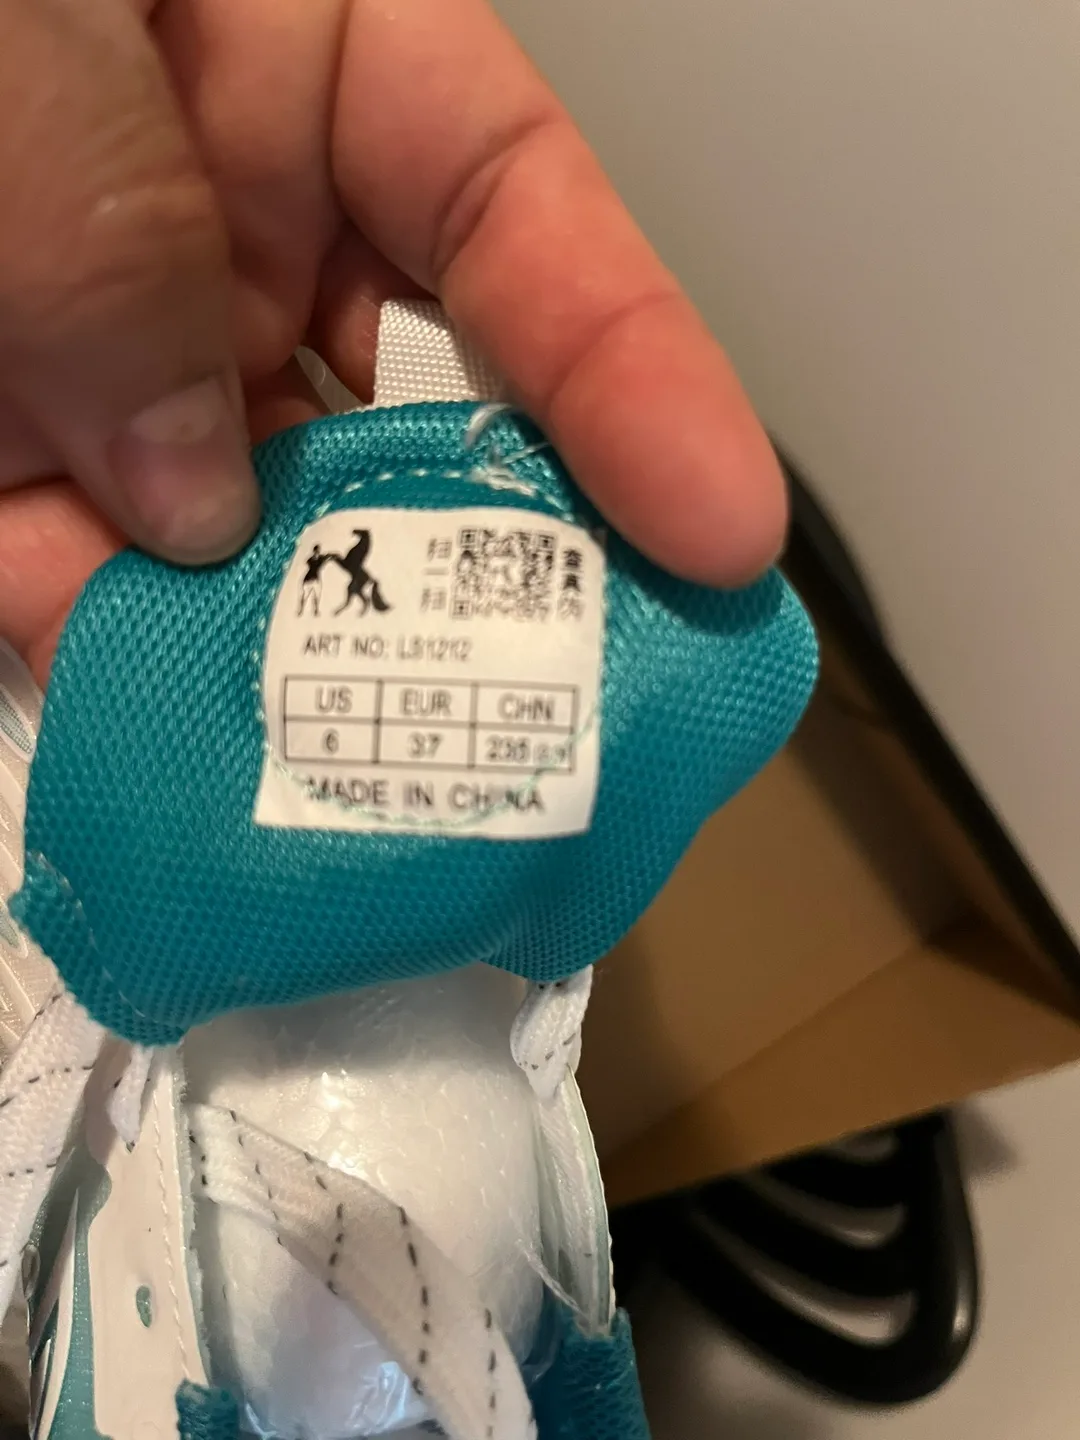 扫一扫
查真伪
ART NO: LS1212
US EUR CHN
6 37 235
MADE IN CHINA